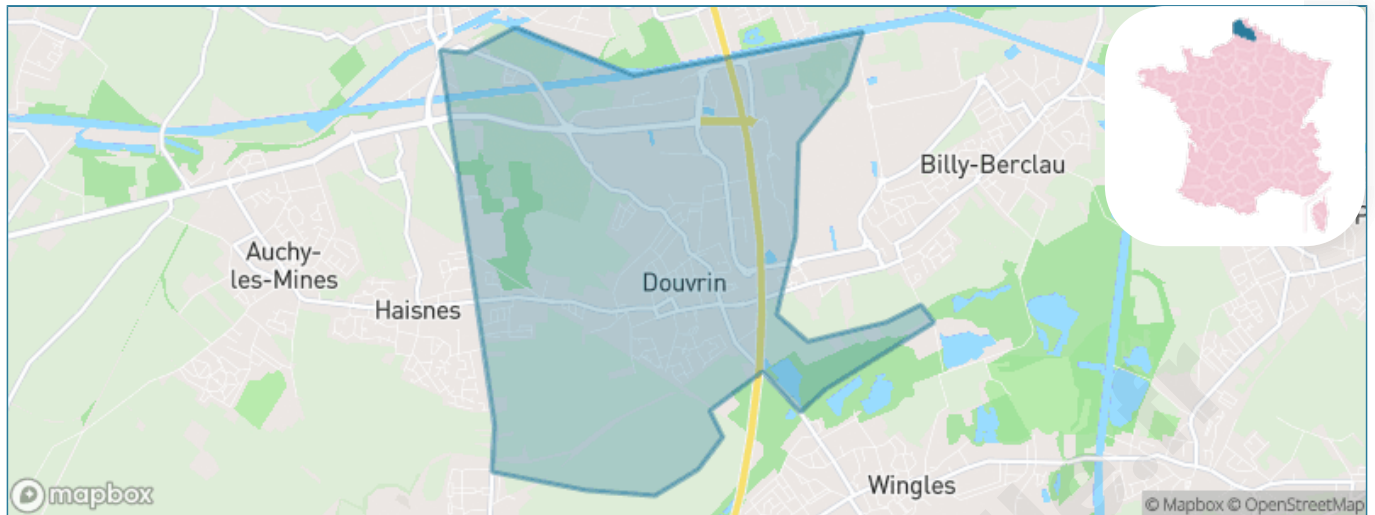 Billy-Berclau
Auchy-
les-Mines
Haisnes
Douvrin
Wingles
mapbox
© Mapbox © OpenStreetMap